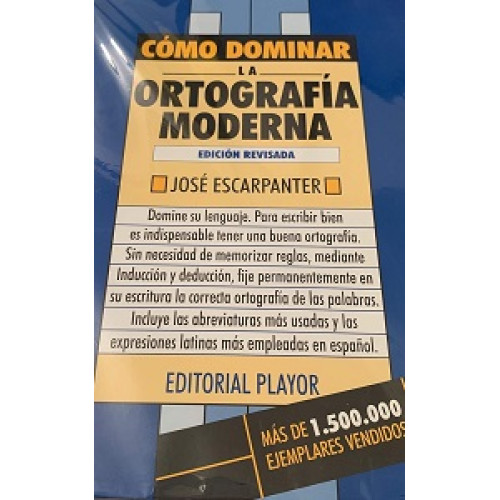 CÓMO DOMINAR
LA
ORTOGRAFÍA
MODERNA
EDICIÓN REVISADA
JOSÉ ESCARPANTER
Domine su lenguaje. Para escribir bien
es indispensable tener una buena ortografía.
Sin necesidad de memorizar reglas, mediante
Inducción y deducción, fije permanentemente en
su escritura la correcta ortografía de las palabras.
Incluye las abreviaturas más usadas y las
expresiones latinas más empleadas en español.
EDITORIAL PLAYOR
MÁS DE 1.500.000
EJEMPLARES VENDIDOS